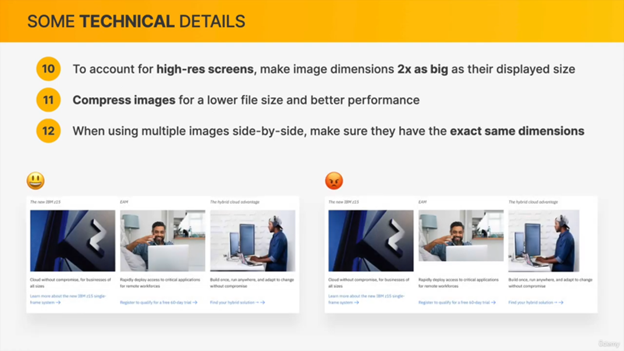 SOME TECHNICAL DETAILS
10 To account for high-res screens, make image dimensions 2x as big as their displayed size
11 Compress images for a lower file size and better performance
12 When using multiple images side-by-side, make sure they have the exact same dimensions
The new IBM z15
The hybrid cloud advantage
Cloud without compromise, for businesses of
all sizes
Rapidly deploy access to critical applications
for remote workforces
Build once, run anywhere, and adapt to change
without compromise
Learn more about the new IBM z15 single-
frame system →
Register to qualify for a free 60-day trial →
Find your hybrid solution →
The new IBM z15
The hybrid cloud advantage
Cloud without compromise, for businesses of
all sizes
Rapidly deploy access to critical applications
for remote workforces
Build once, run anywhere, and adapt to change
without compromise
Learn more about the new IBM z15 single-
frame system →
Register to qualify for a free 60-day trial →
Find your hybrid solution →